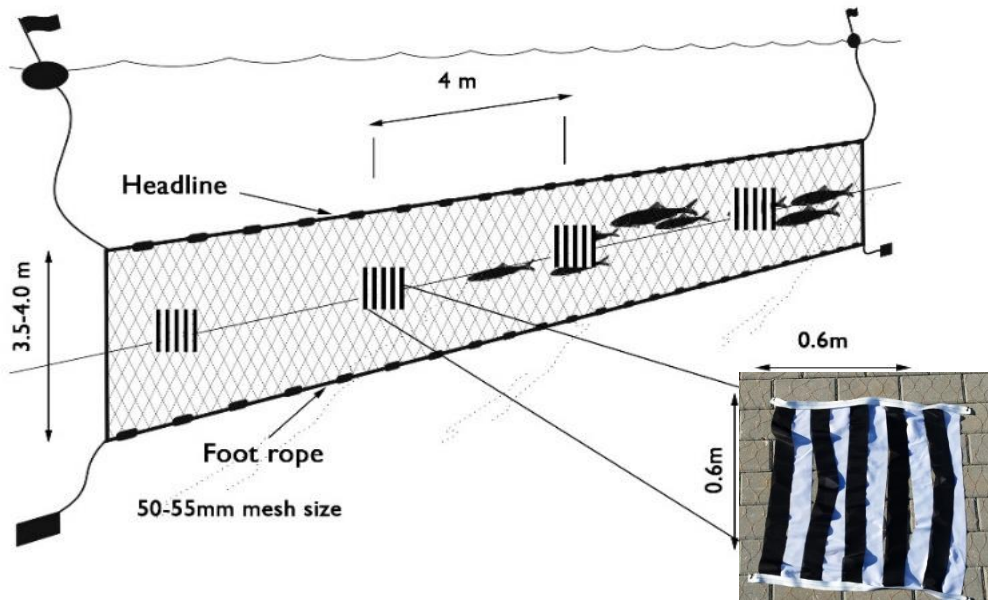 4 m
Headline
3.5-4.0 m
0.6m
0.6m
Foot rope
50-55mm mesh size